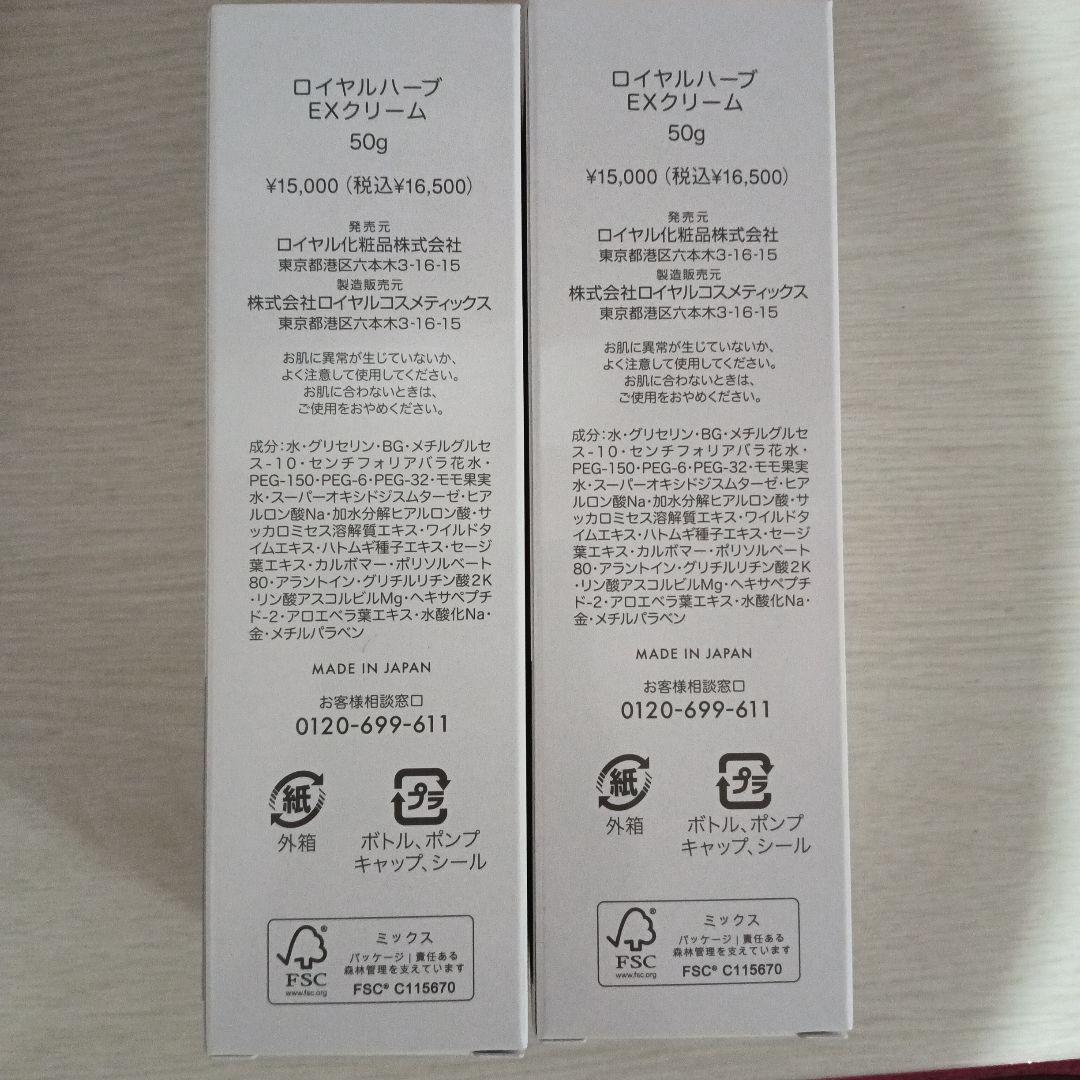 ロイヤルハーブ
EXクリーム
50g
¥15,000（税込¥16,500）
発売元
ロイヤル化粧品株式会社
東京都港区六本木3-16-15
製造販売元
株式会社ロイヤルコスメティックス
東京都港区六本木3-16-15
お肌に異常が生じていないか、
よく注意して使用してください。
お肌に合わないときは、
ご使用をおやめください。
成分：水・グリセリン・BG・メチルグルセ
ス-10・センチフォリアバラ花水・
PEG-150・PEG-6・PEG-32・モモ果実
水・スーパーオキシドジスムターゼ・ヒア
ルロン酸Na・加水分解ヒアルロン酸・サ
ッカロミセス溶解質エキス・ワイルドタ
イムエキス・ハトムギ種子エキス・セージ
葉エキス・カルボマー・ポリソルベート
80・アラントイン・グリチルリチン酸2K
・リン酸アスコルビルMg・ヘキサペプチ
ド-2・アロエベラ葉エキス・水酸化Na・
金・メチルパラベン
MADE IN JAPAN
お客様相談窓口
0120-699-611
紙
外箱
プラ
ボトル、ポンプ
キャップ、シール
FSC®
www.fsc.org
ミックス
パッケージ｜責任ある
森林管理を支えています
FSC® C115670
ロイヤルハーブ
EXクリーム
50g
¥15,000（税込¥16,500）
発売元
ロイヤル化粧品株式会社
東京都港区六本木3-16-15
製造販売元
株式会社ロイヤルコスメティックス
東京都港区六本木3-16-15
お肌に異常が生じていないか、
よく注意して使用してください。
お肌に合わないときは、
ご使用をおやめください。
成分：水・グリセリン・BG・メチルグルセ
ス-10・センチフォリアバラ花水・
PEG-150・PEG-6・PEG-32・モモ果実
水・スーパーオキシドジスムターゼ・ヒア
ルロン酸Na・加水分解ヒアルロン酸・サ
ッカロミセス溶解質エキス・ワイルドタ
イムエキス・ハトムギ種子エキス・セージ
葉エキス・カルボマー・ポリソルベート
80・アラントイン・グリチルリチン酸2K
・リン酸アスコルビルMg・ヘキサペプチ
ド-2・アロエベラ葉エキス・水酸化Na・
金・メチルパラベン
MADE IN JAPAN
お客様相談窓口
0120-699-611
紙
外箱
プラ
ボトル、ポンプ
キャップ、シール
FSC®
www.fsc.org
ミックス
パッケージ｜責任ある
森林管理を支えています
FSC® C115670